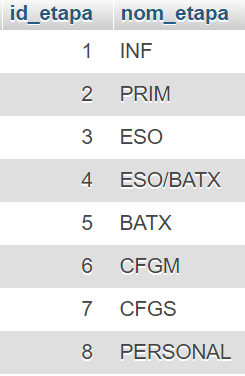 id_etapa nom_etapa
1 INF
2 PRIM
3 ESO
4 ESO/BATX
5 BATX
6 CFGM
7 CFGS
8 PERSONAL